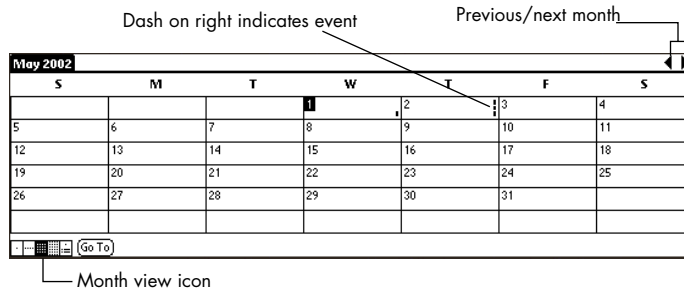 Dash on right indicates event
Previous/next month
May 2002
S M T W T F S
1 2 3 4
5 6 7 8 9 10 11
12 13 14 15 16 17 18
19 20 21 22 23 24 25
26 27 28 29 30 31
Go To
Month view icon